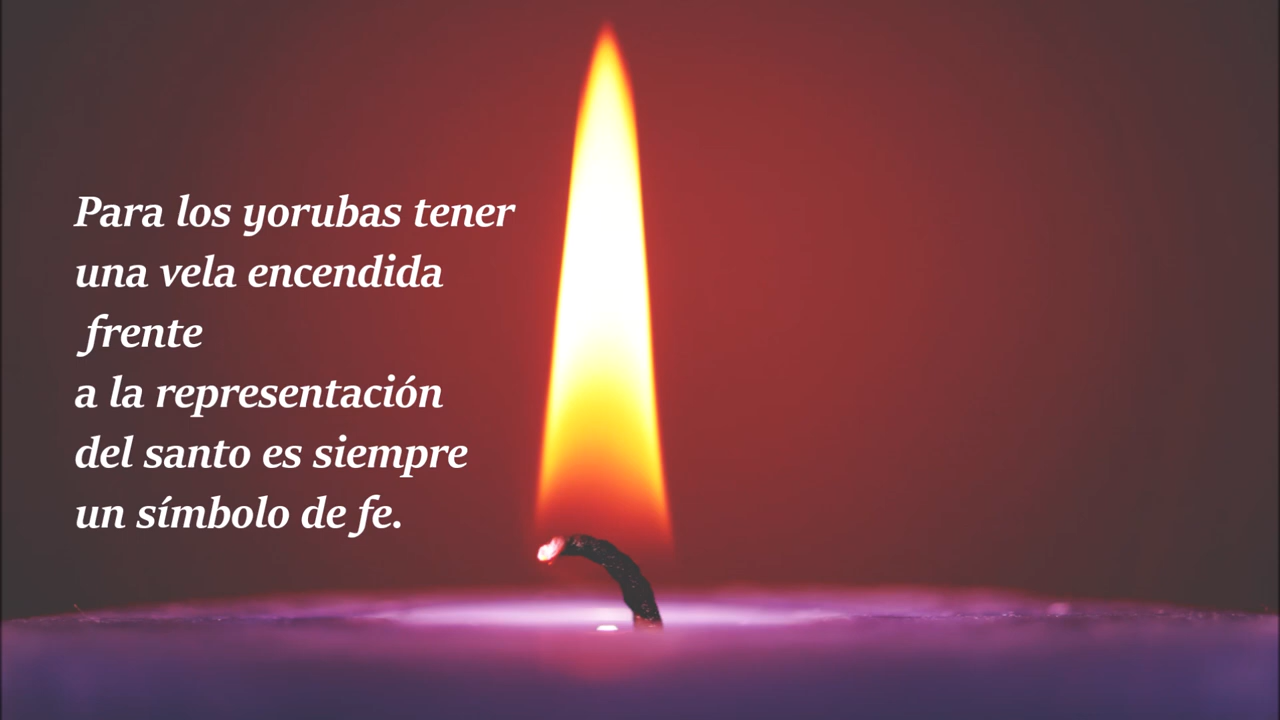 Para los yorubas tener
una vela encendida
frente
a la representación
del santo es siempre
un símbolo de fe.